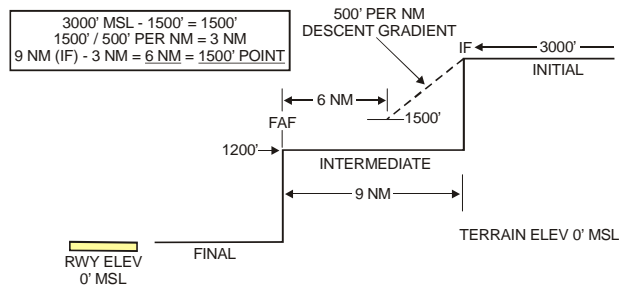 3000' MSL - 1500' = 1500'
1500' / 500' PER NM = 3 NM
9 NM (IF) - 3 NM = 6 NM = 1500' POINT
500' PER NM
DESCENT GRADIENT
IF
3000'
INITIAL
6 NM
1500'
FAF
1200'
INTERMEDIATE
9 NM
TERRAIN ELEV 0' MSL
FINAL
RWY ELEV
0' MSL